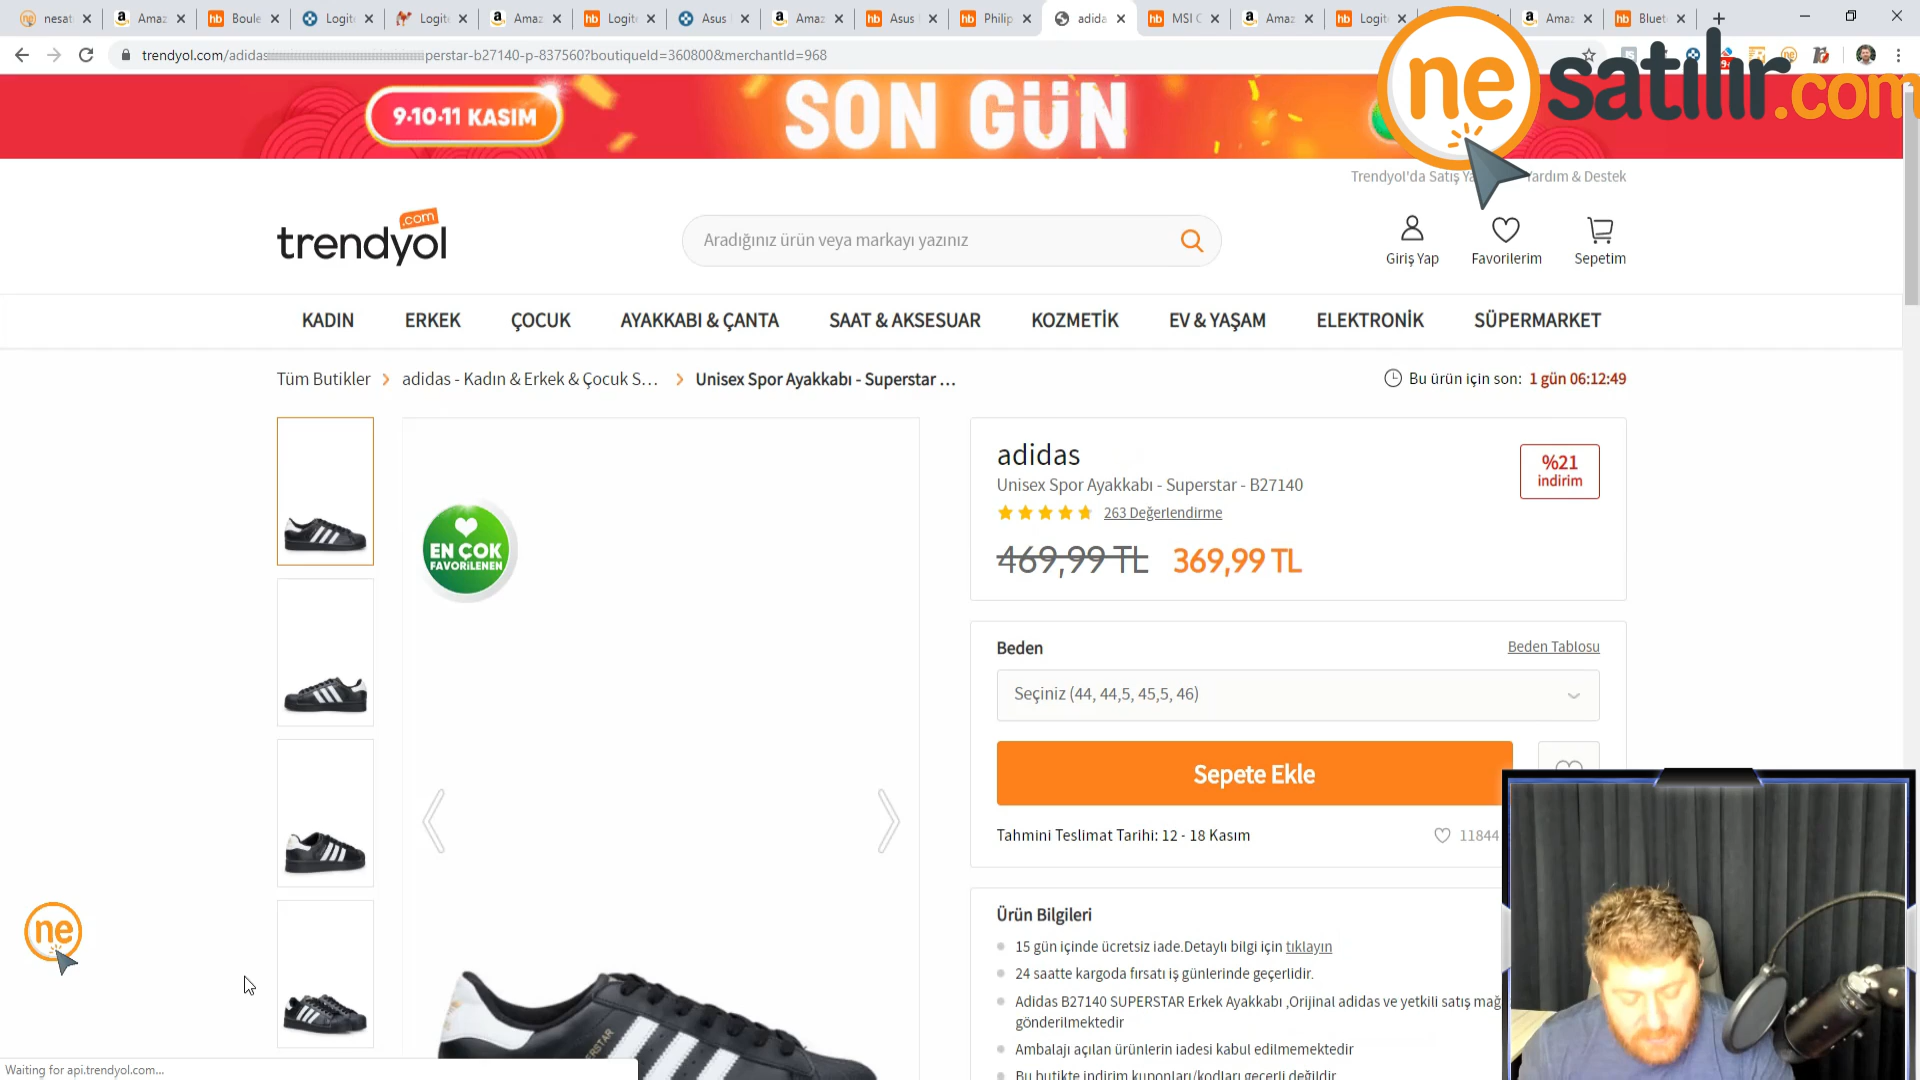 nesat
Amaz
Boule
Logit
Logite
Amaz
Logit
Asus
Amaz
Asus
Philip
adida
MSI C
Amaz
Logit
Amaz
Bluet
trendyol.com/adidas
perstar-b27140-p-837560?boutiqueId=360800&merchantId=968
9·10·11 KASIM
SON GÜN
ne satılır.com
Trendyol'da Satış Ya
Yardım & Destek
trendyol .com
Aradığınız ürün veya markayı yazınız
Giriş Yap
Favorilerim
Sepetim
KADIN
ERKEK
ÇOCUK
AYAKKABI & ÇANTA
SAAT & AKSESUAR
KOZMETİK
EV & YAŞAM
ELEKTRONİK
SÜPERMARKET
Tüm Butikler
adidas - Kadın & Erkek & Çocuk S...
Unisex Spor Ayakkabı - Superstar ...
Bu ürün için son: 1 gün 06:12:49
adidas
%21
indirim
Unisex Spor Ayakkabı - Superstar - B27140
263 Değerlendirme
469,99 TL 369,99 TL
EN ÇOK
FAVORİLENEN
Beden
Beden Tablosu
Seçiniz (44, 44,5, 45,5, 46)
Sepete Ekle
Tahmini Teslimat Tarihi: 12 - 18 Kasım
11844
Ürün Bilgileri
15 gün içinde ücretsiz iade.Detaylı bilgi için tıklayın
24 saatte kargoda fırsatı iş günlerinde geçerlidir.
Adidas B27140 SUPERSTAR Erkek Ayakkabı ,Orijinal adidas ve yetkili satış mağ
gönderilmektedir
Ambalajı açılan ürünlerin iadesi kabul edilmemektedir
Bu butikte indirim kuponları/kodları geçerli değildir
ne
Waiting for api.trendyol.com...